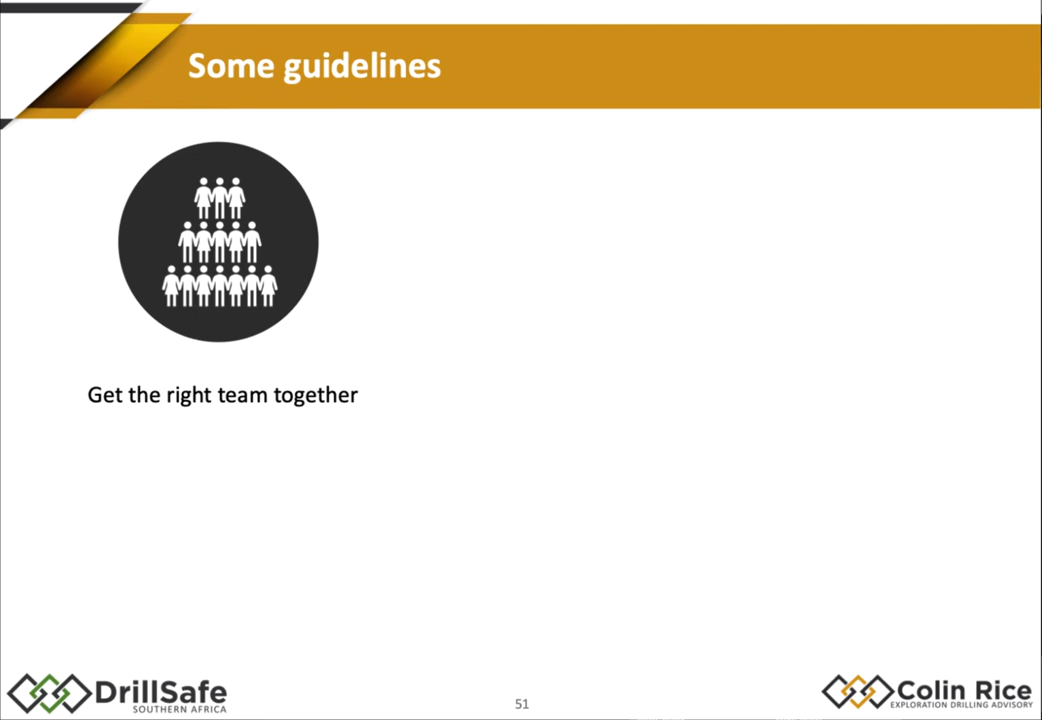 Some guidelines
Get the right team together
DrillSafe
SOUTHERN AFRICA
51
Colin Rice
EXPLORATION DRILLING ADVISORY